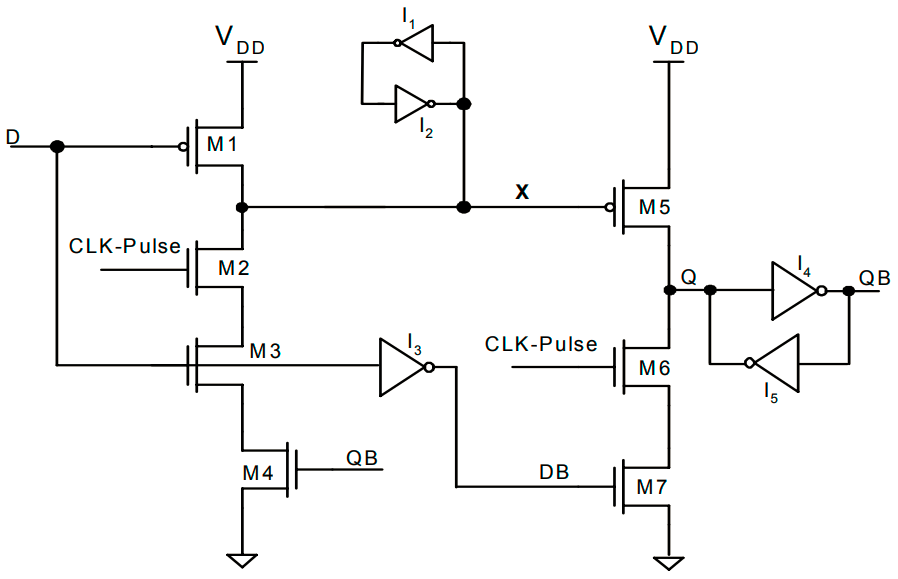 I1
VDD
VDD
I2
D
M1
X
M5
CLK-Pulse
M2
Q
I4
QB
M3
I3
CLK-Pulse
M6
I5
M4
QB
DB
M7